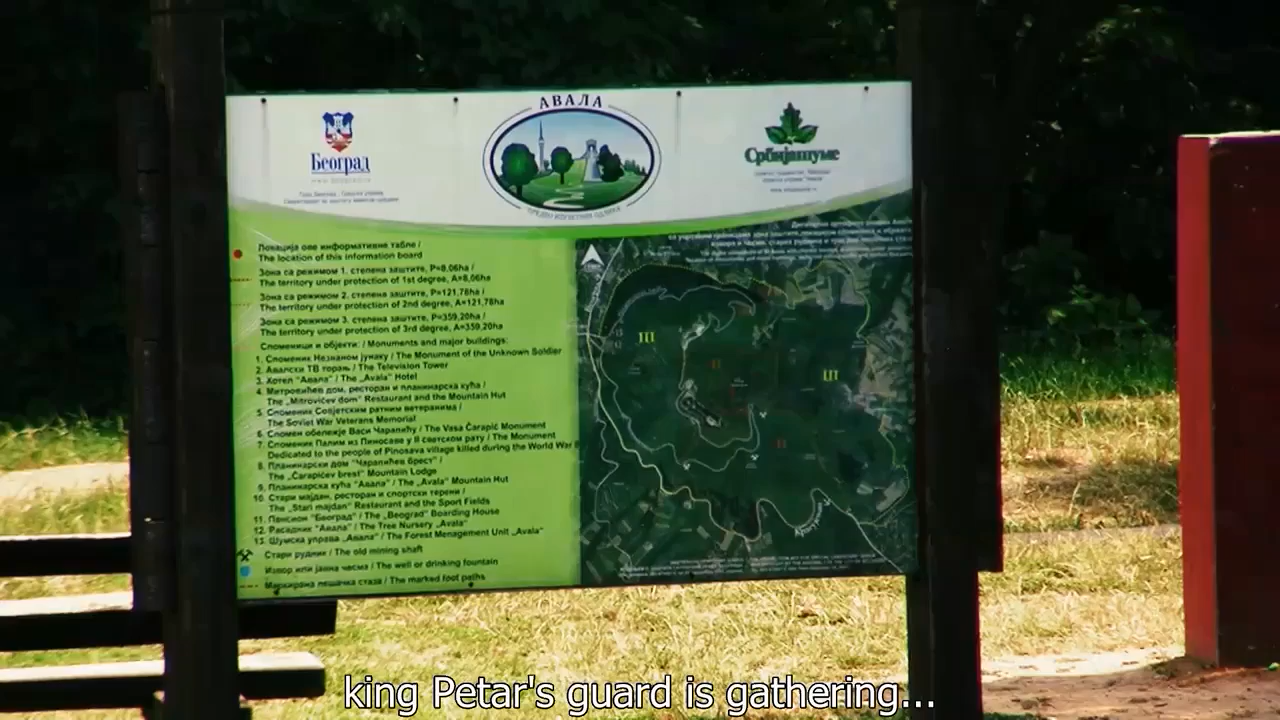 АВАЛА
Београд
Србијашуме
Локација ове информативне табле /
The location of this information board
Зона са режимом 1. степена заштите, P=8,06ha /
The territory under protection of 1st degree, A=8,06ha
Зона са режимом 2. степена заштите, P=121,78ha /
The territory under protection of 2nd degree, A=121,78ha
Зона са режимом 3. степена заштите, P=359,20ha /
The territory under protection of 3rd degree, A=359,20ha
Споменици и објекти: / Monuments and major buildings:
1. Споменик Незнаном јунаку / The Monument of the Unknown Soldier
2. Авалски ТВ торањ / The Television Tower
3. Хотел "Авала" / The „Avala" Hotel
4. Митровићев дом, ресторан и планинарска кућа /
The „Mitrovićev dom" Restaurant and the Mountain Hut
5. Споменик Совјетским ратним ветеранима /
The Soviet War Veterans Memorial
6. Спомен обележје Васи Чарапићу / The Vasa Čarapić Monument
7. Споменик Палим из Пиносаве у II светском рату / The Monument
Dedicated to the people of Pinosava village killed during the World War II
8. Планинарски дом "Чарапићев брест" /
The „Čarapićev brest" Mountain Lodge
9. Планинарска кућа "Авала" / The „Avala" Mountain Hut
10. Стари мајдан, ресторан и спортски терени /
The „Stari majdan" Restaurant and the Sport Fields
11. Пансион "Београд" / The „Beograd" Boarding House
12. Расадник "Авала" / The Tree Nursery „Avala"
13. Шумска управа „Авала" / The Forest Menagement Unit „Avala"
Стари рудник / The old mining shaft
Извор или јавна чесма / The well or drinking fountain
Маркирана пешачка стаза / The marked foot paths
III
II
III
II
king Petar's guard is gathering...